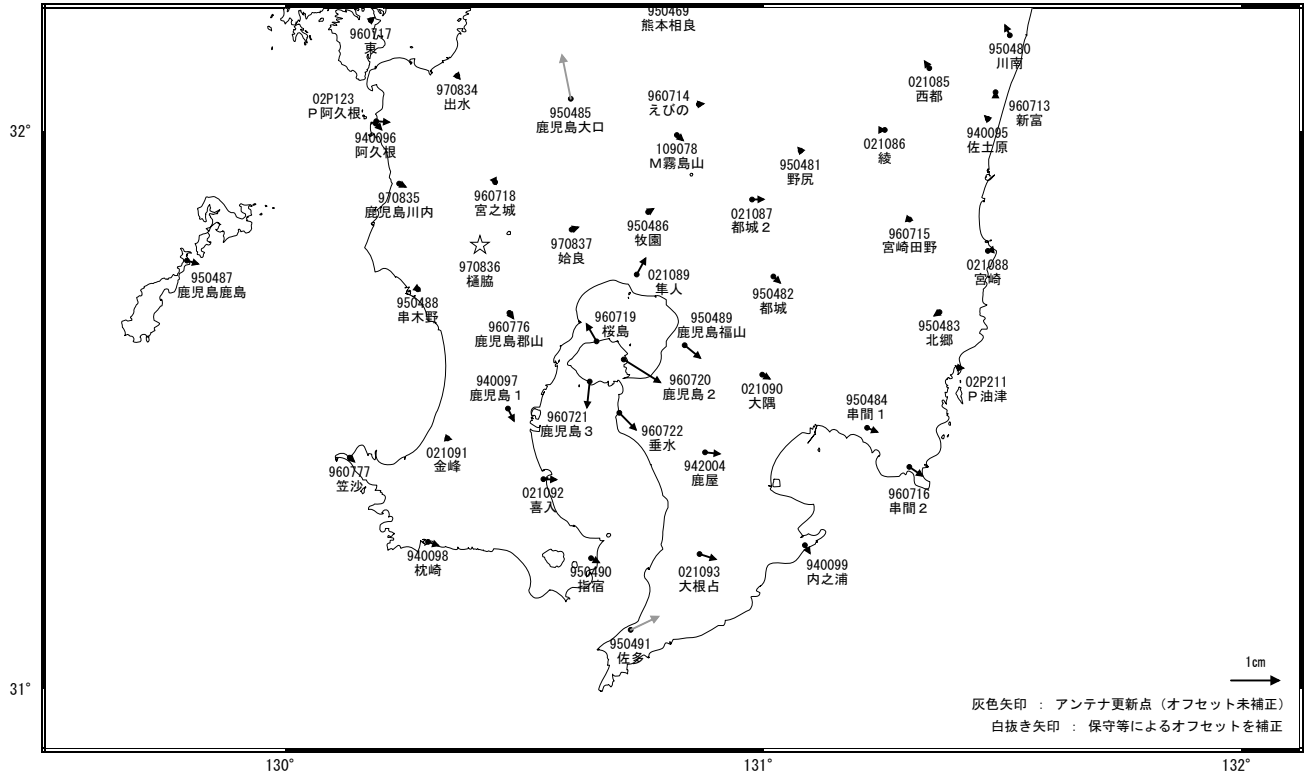 950469
熊本相良
960717
東
950480
川南
970834
出水
021085
西都
02P123
P阿久根
950485
鹿児島大口
960714
えびの
960713
新富
32°
940096
阿久根
109078
M霧島山
021086
綾
940095
佐土原
950481
野尻
970835
鹿児島川内
960718
宮之城
950486
牧園
021087
都城2
960715
宮崎田野
970837
姶良
970836
樋脇
021089
隼人
021088
宮崎
950487
鹿児島鹿島
950488
串木野
950482
都城
960776
鹿児島郡山
960719
桜島
950489
鹿児島福山
950483
北郷
940097
鹿児島1
960720
鹿児島2
021090
大隅
02P211
P油津
960721
鹿児島3
960722
垂水
950484
串間1
021091
金峰
960777
笠沙
942004
鹿屋
021092
喜入
960716
串間2
940098
枕崎
950490
指宿
021093
大根占
940099
内之浦
950491
佐多
1cm
31°
灰色矢印 : アンテナ更新点(オフセット未補正)
白抜き矢印 : 保守等によるオフセットを補正
130°
131°
132°